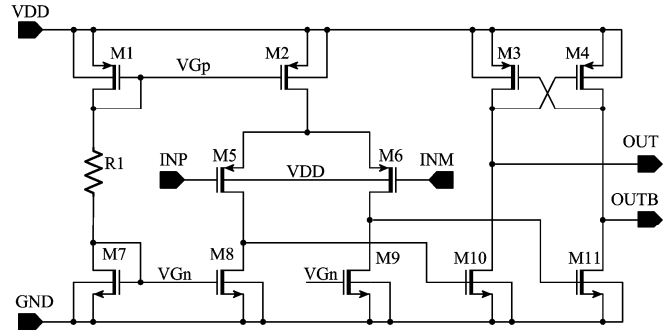 VDD
M1
VGp
M2
M3
M4
R1
INP
M5
VDD
M6
INM
OUT
OUTB
M7
VGn
M8
VGn
M9
M10
M11
GND